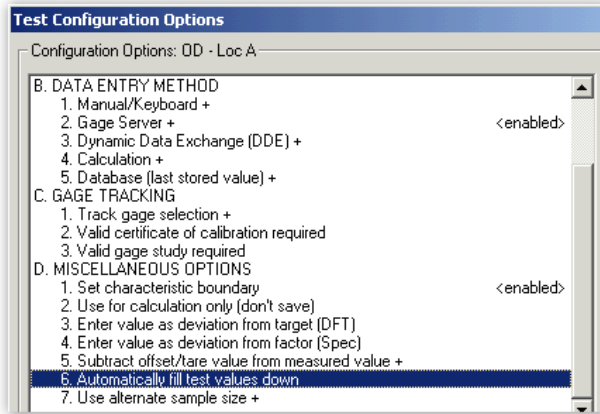 Test Configuration Options
Configuration Options: OD - Loc A
B. DATA ENTRY METHOD
1. Manual/Keyboard +
2. Gage Server + <enabled>
3. Dynamic Data Exchange (DDE) +
4. Calculation +
5. Database (last stored value) +
C. GAGE TRACKING
1. Track gage selection +
2. Valid certificate of calibration required
3. Valid gage study required
D. MISCELLANEOUS OPTIONS
1. Set characteristic boundary <enabled>
2. Use for calculation only (don't save)
3. Enter value as deviation from target (DFT)
4. Enter value as deviation from factor (Spec)
5. Subtract offset/tare value from measured value +
6. Automatically fill test values down
7. Use alternate sample size +